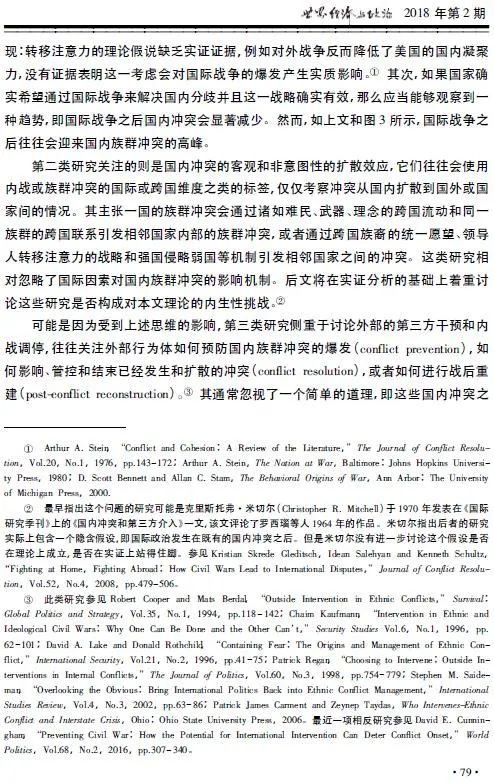 世界经济与政治 2018 年第 2 期
现：转移注意力的理论假说缺乏实证证据,例如对外战争反而降低了美国的国内凝聚
力,没有证据表明这一考虑会对国际战争的爆发产生实质影响。① 其次,如果国家确
实希望通过国际战争来解决国内分歧并且这一战略确实有效,那么应当能够观察到一
种趋势,即国际战争之后国内冲突会显著减少。然而,如上文和图 3 所示,国际战争之
后往往会迎来国内族群冲突的高峰。
第二类研究关注的则是国内冲突的客观和非意图性的扩散效应,它们往往会使用
内战或族群冲突的国际或跨国维度之类的标签,仅仅考察冲突从国内扩散到国外或国
家间的情况。其主张一国的族群冲突会通过诸如难民、武器、理念的跨国流动和同一
族群的跨国联系引发相邻国家内部的族群冲突,或者通过跨国族裔的统一愿望、领导
人转移注意力的战略和强国侵略弱国等机制引发相邻国家之间的冲突。这类研究相
对忽略了国际因素对国内族群冲突的影响机制。后文将在实证分析的基础上着重讨
论这些研究是否构成对本文理论的内生性挑战。②
可能是因为受到上述思维的影响,第三类研究侧重于讨论外部的第三方干预和内
战调停,往往关注外部行为体如何预防国内族群冲突的爆发(conflict prevention),如
何影响、管控和结束已经发生和扩散的冲突(conflict resolution),或者如何进行战后重
建(post-conflict reconstruction)。③ 其通常忽视了一个简单的道理,即这些国内冲突之
① Arthur A. Stein, “Conflict and Cohesion: A Review of the Literature,” The Journal of Conflict Resolu-
tion, Vol.20, No.1, 1976, pp.143-172; Arthur A. Stein, The Nation at War, Baltimore: Johns Hopkins Universi-
ty Press, 1980; D. Scott Bennett and Allan C. Stam, The Behavioral Origins of War, Ann Arbor: The University
of Michigan Press, 2000.
② 最早指出这个问题的研究可能是克里斯托弗·米切尔(Christopher R. Mitchell)于 1970 年发表在《国际
研究季刊》上的《国内冲突和第三方介入》一文,该文评论了罗西瑙等人 1964 年的作品。米切尔指出后者的研究
实际上包含一个隐含假设,即国际政治发生在既有的国内冲突之后。但是米切尔没有进一步讨论这个假设是否
在理论上成立,是否在实证上站得住脚。参见 Kristian Skrede Gleditsch, Idean Salehyan and Kenneth Schultz,
“Fighting at Home, Fighting Abroad: How Civil Wars Lead to International Disputes,” Journal of Conflict Resolu-
tion, Vol.52, No.4, 2008, pp.479-506.
③ 此类研究参见 Robert Cooper and Mats Berdal, “Outside Intervention in Ethnic Conflicts,” Survival:
Global Politics and Strategy, Vol.35, No.1, 1994, pp.118-142; Chaim Kaufmann, “Intervention in Ethnic and
Ideological Civil Wars: Why One Can Be Done and the Other Can't,” Security Studies Vol.6, No.1, 1996, pp.
62-101; David A. Lake and Donald Rothchild, “Containing Fear: The Origins and Management of Ethnic Con-
flict,” International Security, Vol.21, No.2, 1996, pp.41-75; Patrick Regan, “Choosing to Intervene: Outside In-
terventions in Internal Conflicts,” The Journal of Politics, Vol.60, No.3, 1998, pp.754-779; Stephen M. Saide-
man, “Overlooking the Obvious: Bring International Politics Back into Ethnic Conflict Management,” International
Studies Review, Vol.4, No.3, 2002, pp.63-86; Patrick James Carment and Zeynep Taydas, Who Intervenes-Ethnic
Conflict and Interstate Crisis, Ohio: Ohio State University Press, 2006. 最近一项相反研究参见 David E. Cunnin-
gham, “Preventing Civil War: How the Potential for International Intervention Can Deter Conflict Onset,” World
Politics, Vol.68, No.2, 2016, pp.307-340.
·79·